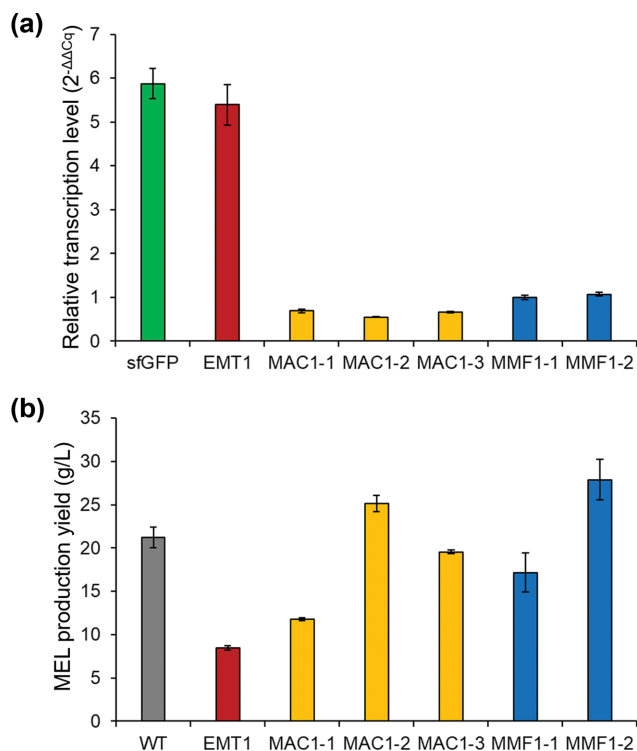 (a)
Relative transcription level (2-ΔΔCq)
7
6
5
4
3
2
1
0
sfGFP EMT1 MAC1-1 MAC1-2 MAC1-3 MMF1-1 MMF1-2
(b)
MEL production yield (g/L)
35
30
25
20
15
10
5
0
WT EMT1 MAC1-1 MAC1-2 MAC1-3 MMF1-1 MMF1-2